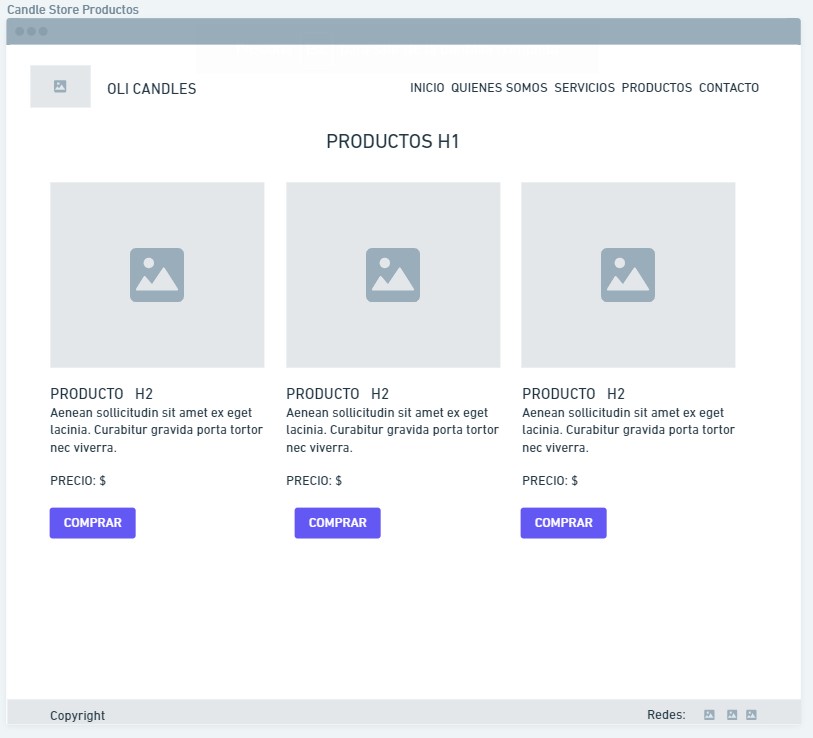 Candle Store Productos
OLI CANDLES
INICIO QUIENES SOMOS SERVICIOS PRODUCTOS CONTACTO
PRODUCTOS H1
PRODUCTO H2
Aenean sollicitudin sit amet ex eget
lacinia. Curabitur gravida porta tortor
nec viverra.
PRECIO: $
COMPRAR
PRODUCTO H2
Aenean sollicitudin sit amet ex eget
lacinia. Curabitur gravida porta tortor
nec viverra.
PRECIO: $
COMPRAR
PRODUCTO H2
Aenean sollicitudin sit amet ex eget
lacinia. Curabitur gravida porta tortor
nec viverra.
PRECIO: $
COMPRAR
Copyright
Redes: